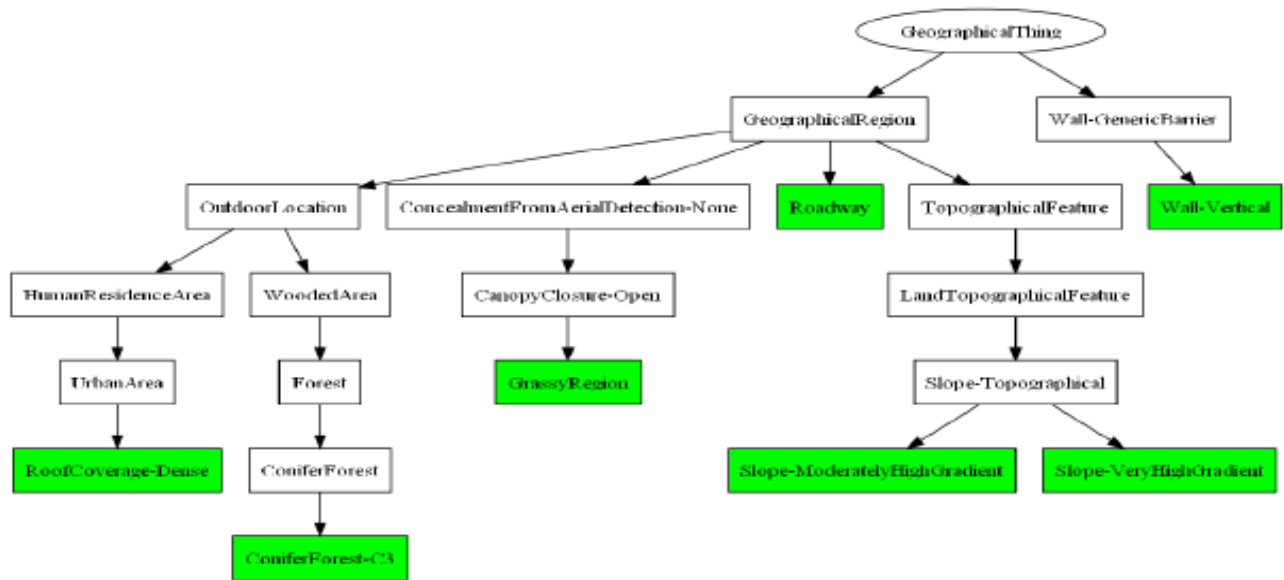 GeographicalThing
GeographicalRegion
Wall-GenericBarrier
OutdoorLocation
ConcealmentFromAerialDetection-None
Roadway
TopographicalFeature
Wall-Vertical
HumanResidenceArea
WoodedArea
CanopyClosure-Open
LandTopographicalFeature
UrbanArea
Forest
GrassyRegion
Slope-Topographical
RoofCoverage-Dense
ConiferForest
Slope-ModeratelyHighGradient
Slope-VeryHighGradient
ConiferForest-C3